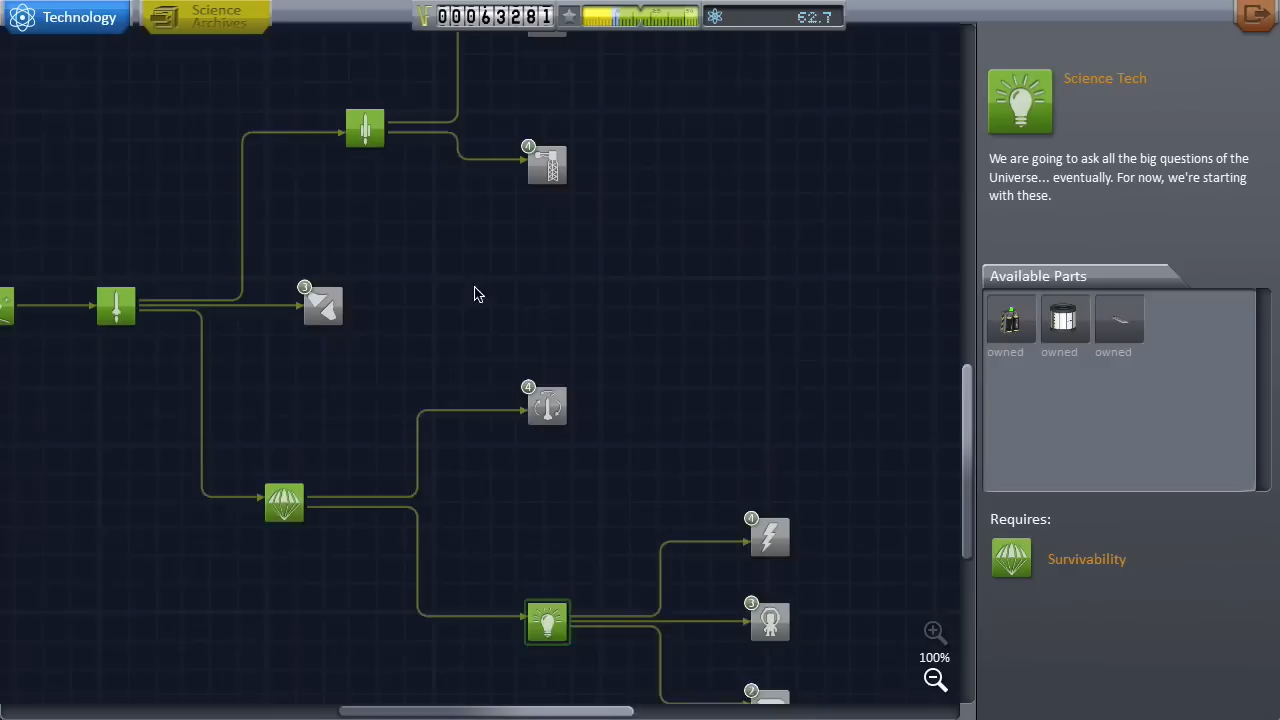 Technology
Science
Archives
00063281
62.7
Science Tech
We are going to ask all the big questions of the
Universe... eventually. For now, we're starting
with these.
4
3
Available Parts
owned owned owned
4
4
Requires:
Survivability
3
100%
2